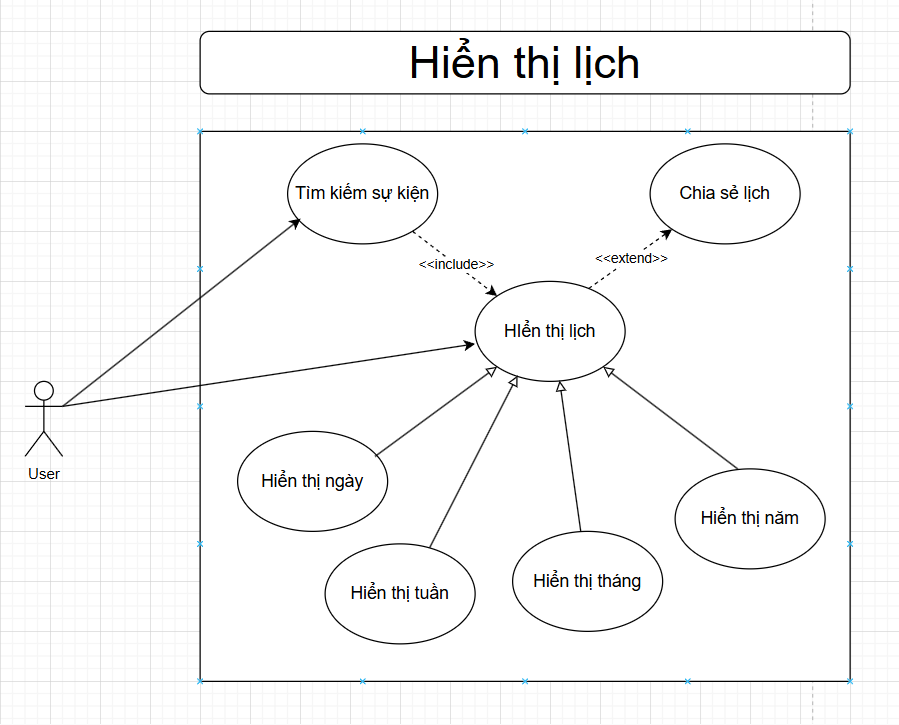 Hiển thị lịch
Tìm kiếm sự kiện
Chia sẻ lịch
<<include>>
<<extend>>
HIển thị lịch
User
Hiển thị ngày
Hiển thị năm
Hiển thị tuần
Hiển thị tháng